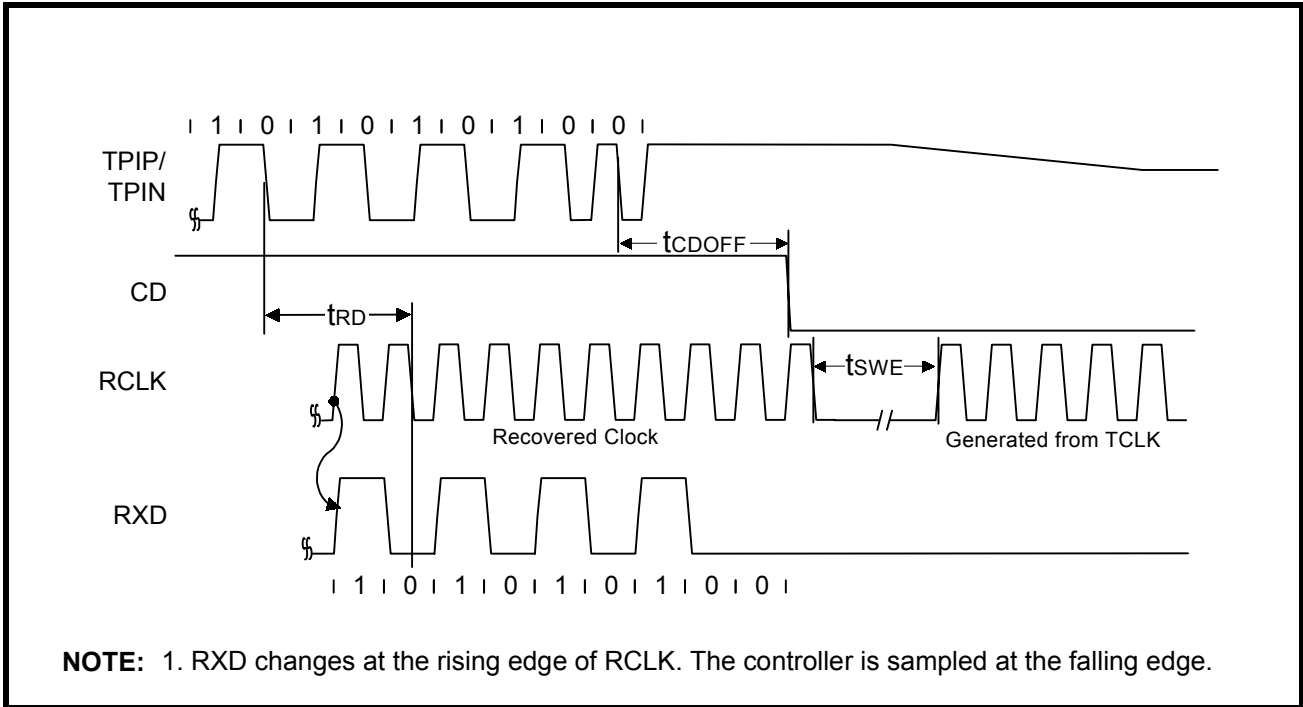 1 0 1 0 1 0 1 0 0
TPIP/
TPIN
tCDOFF
CD
tRD
RCLK
tSWE
Recovered Clock
Generated from TCLK
RXD
1 0 1 0 1 0 1 0 0
NOTE: 1. RXD changes at the rising edge of RCLK. The controller is sampled at the falling edge.